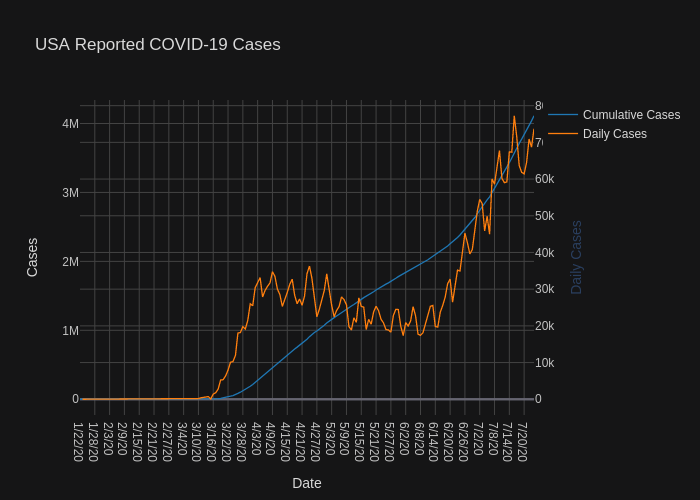 USA Reported COVID-19 Cases
Cumulative Cases
Daily Cases
4M
3M
2M
1M
0
Cases
60k
50k
40k
30k
20k
10k
0
Daily Cases
1/22/20
1/28/20
2/3/20
2/9/20
2/15/20
2/21/20
2/27/20
3/4/20
3/10/20
3/16/20
3/22/20
3/28/20
4/3/20
4/9/20
4/15/20
4/21/20
4/27/20
5/3/20
5/9/20
5/15/20
5/21/20
5/27/20
6/2/20
6/8/20
6/14/20
6/20/20
6/26/20
7/2/20
7/8/20
7/14/20
7/20/20
Date